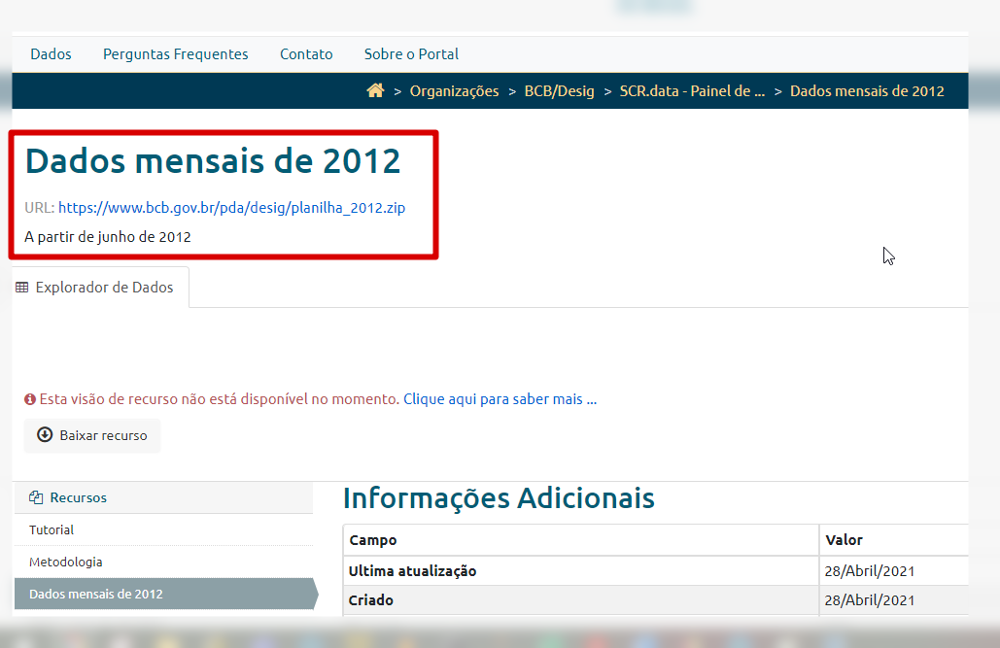 Dados Perguntas Frequentes Contato Sobre o Portal
> Organizações > BCB/Desig > SCR.data - Painel de ... > Dados mensais de 2012
Dados mensais de 2012
URL: https://www.bcb.gov.br/pda/desig/planilha_2012.zip
A partir de junho de 2012
Explorador de Dados
Esta visão de recurso não está disponível no momento. Clique aqui para saber mais ...
Baixar recurso
Recursos
Tutorial
Metodologia
Dados mensais de 2012
Informações Adicionais
Campo Valor
Ultima atualização 28/Abril/2021
Criado 28/Abril/2021